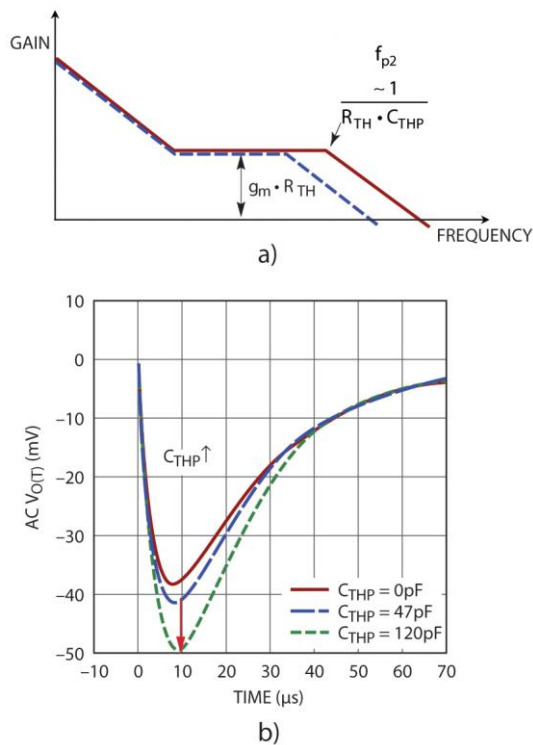 GAIN
f_p2
~ 1
R_TH • C_THP
g_m • R_TH
FREQUENCY
a)
10
0
−10
−20
−30
−40
−50
AC V_O(T) (mV)
C_THP↑
C_THP = 0pF
C_THP = 47pF
C_THP = 120pF
−10 0 10 20 30 40 50 60 70
TIME (µs)
b)